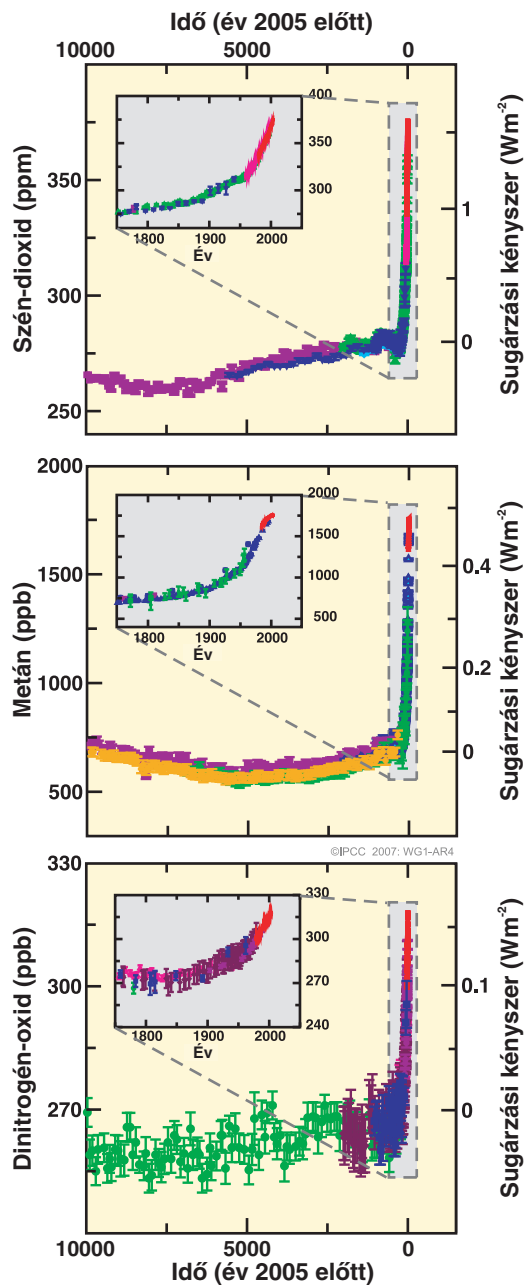 Idő (év 2005 előtt)
10000 5000 0
Szén-dioxid (ppm)
350
300
250
400
350
300
1800 1900 2000
Év
1
0
Sugárzási kényszer (Wm-2)
Metán (ppb)
2000
1500
1000
500
2000
1500
1000
500
1800 1900 2000
Év
0.4
0.2
0
Sugárzási kényszer (Wm-2)
©IPCC 2007: WG1-AR4
Dinitrogén-oxid (ppb)
330
300
270
330
300
270
240
1800 1900 2000
Év
0.1
0
Sugárzási kényszer (Wm-2)
10000 5000 0
Idő (év 2005 előtt)